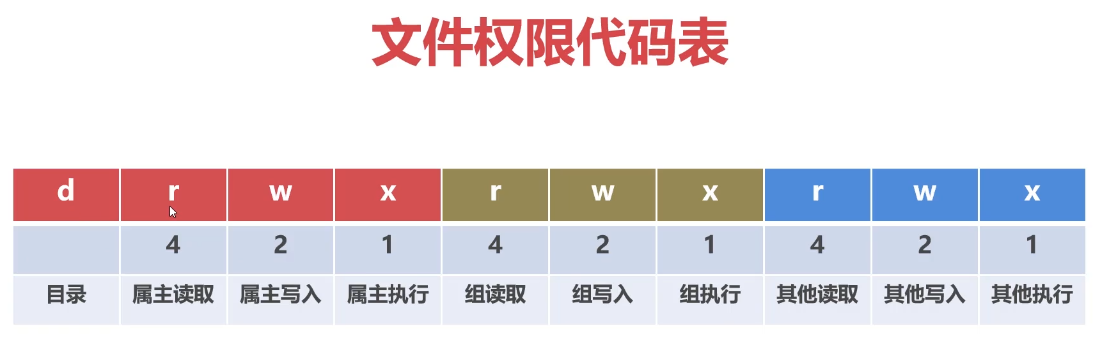 文件权限代码表
d r w x r w x r w x
4 2 1 4 2 1 4 2 1
目录 属主读取 属主写入 属主执行 组读取 组写入 组执行 其他读取 其他写入 其他执行